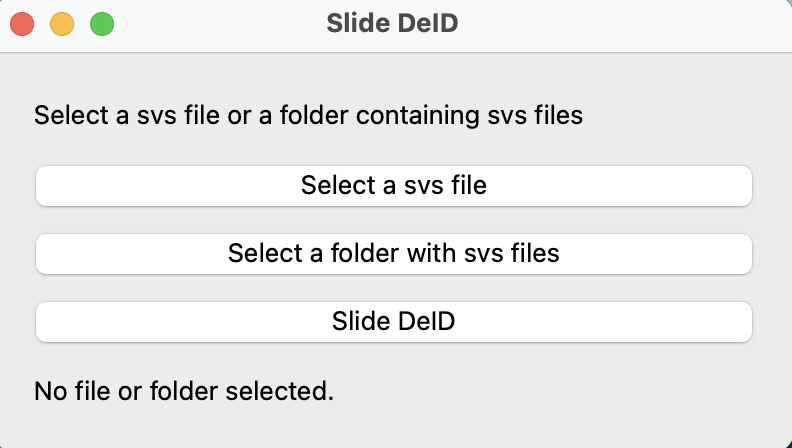 Slide DeID
Select a svs file or a folder containing svs files
Select a svs file
Select a folder with svs files
Slide DeID
No file or folder selected.